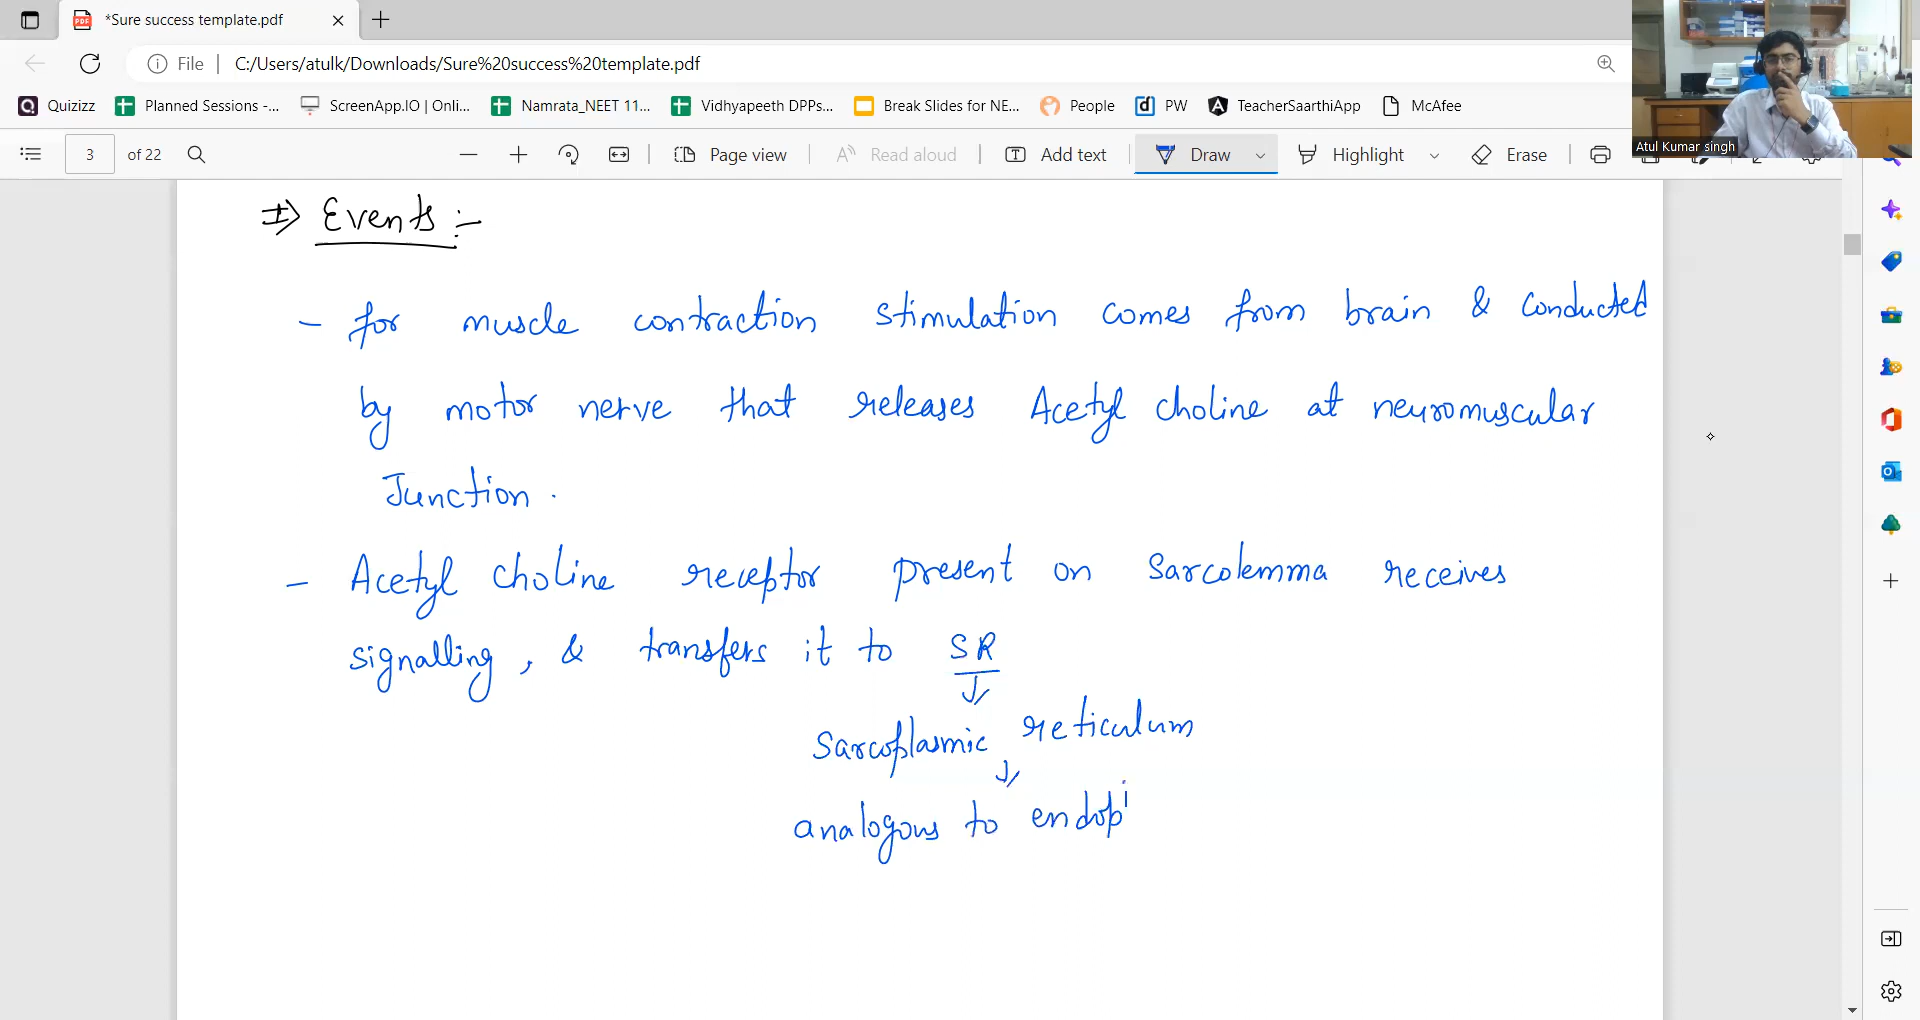 *Sure success template.pdf
File
C:/Users/atulk/Downloads/Sure%20success%20template.pdf
Quizizz
Planned Sessions -...
ScreenApp.IO | Onli...
Namrata_NEET 11...
Vidhyapeeth DPPs...
Break Slides for NE...
People
PW
TeacherSaarthiApp
McAfee
Atul Kumar singh
3 of 22
Page view
Read aloud
Add text
Draw
Highlight
Erase
⇒ Events :-
- for muscle contraction stimulation comes from brain & conducted
by motor nerve that releases Acetyl choline at neuromuscular
Junction.
- Acetyl choline receptor present on Sarcolemma receives
signalling, & transfers it to SR
Sarcoplasmic reticulum
analogous to